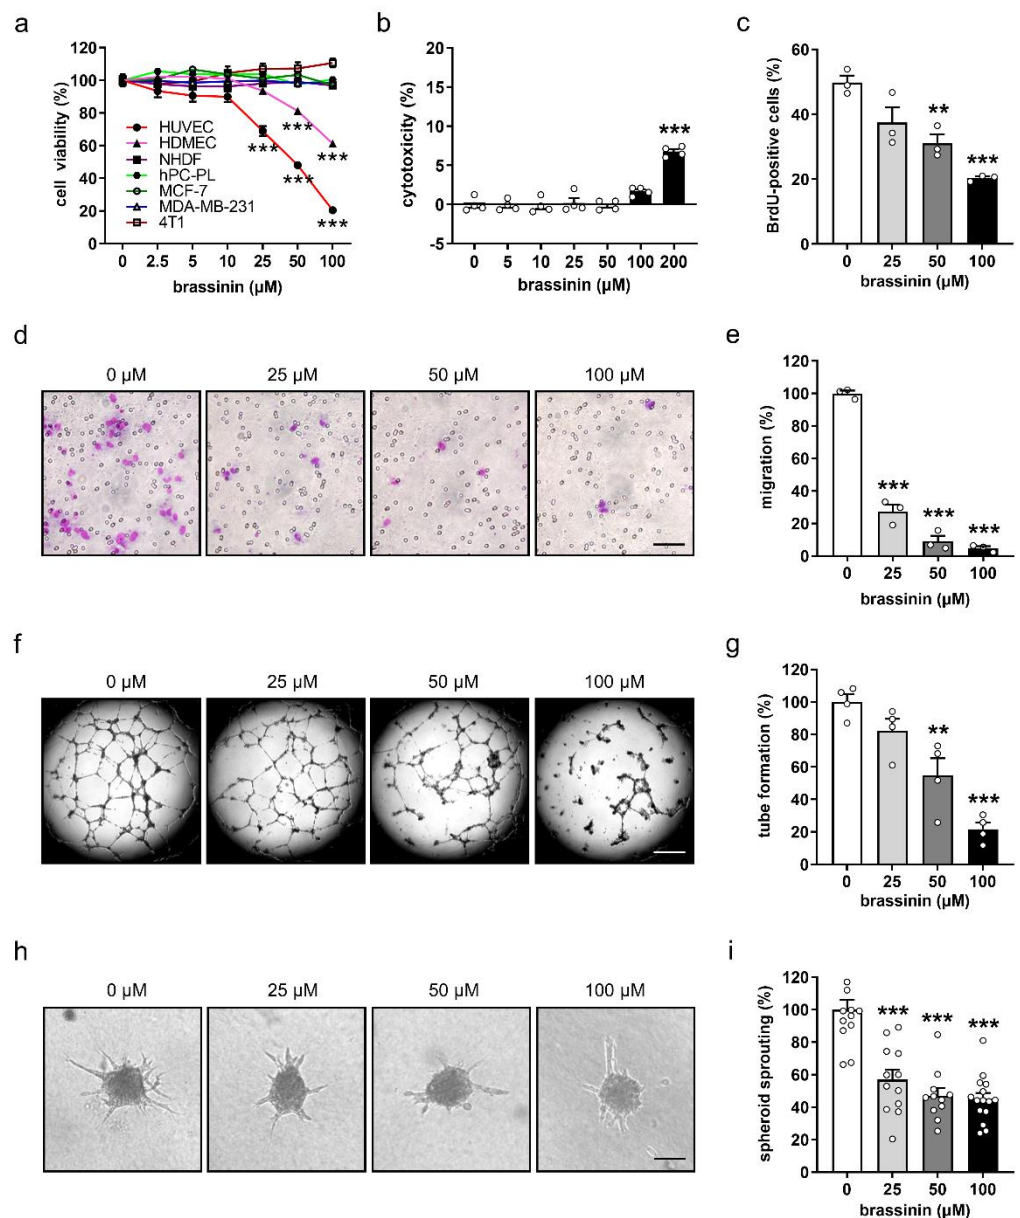 a
b
c
120
100
80
60
40
20
0
cell viability (%)
HUVEC
HDMEC
NHDF
hPC-PL
MCF-7
MDA-MB-231
4T1
***
***
***
***
***
0 2.5 5 10 25 50 100
brassinin (µM)
20
15
10
5
0
-5
cytotoxicity (%)
***
0 5 10 25 50 100 200
brassinin (µM)
60
40
20
0
BrdU-positive cells (%)
**
***
0 25 50 100
brassinin (µM)
d
0 µM 25 µM 50 µM 100 µM
e
120
100
80
60
40
20
0
migration (%)
***
***
***
0 25 50 100
brassinin (µM)
f
0 µM 25 µM 50 µM 100 µM
g
120
100
80
60
40
20
0
tube formation (%)
**
***
0 25 50 100
brassinin (µM)
h
0 µM 25 µM 50 µM 100 µM
i
120
100
80
60
40
20
0
spheroid sprouting (%)
***
***
***
0 25 50 100
brassinin (µM)